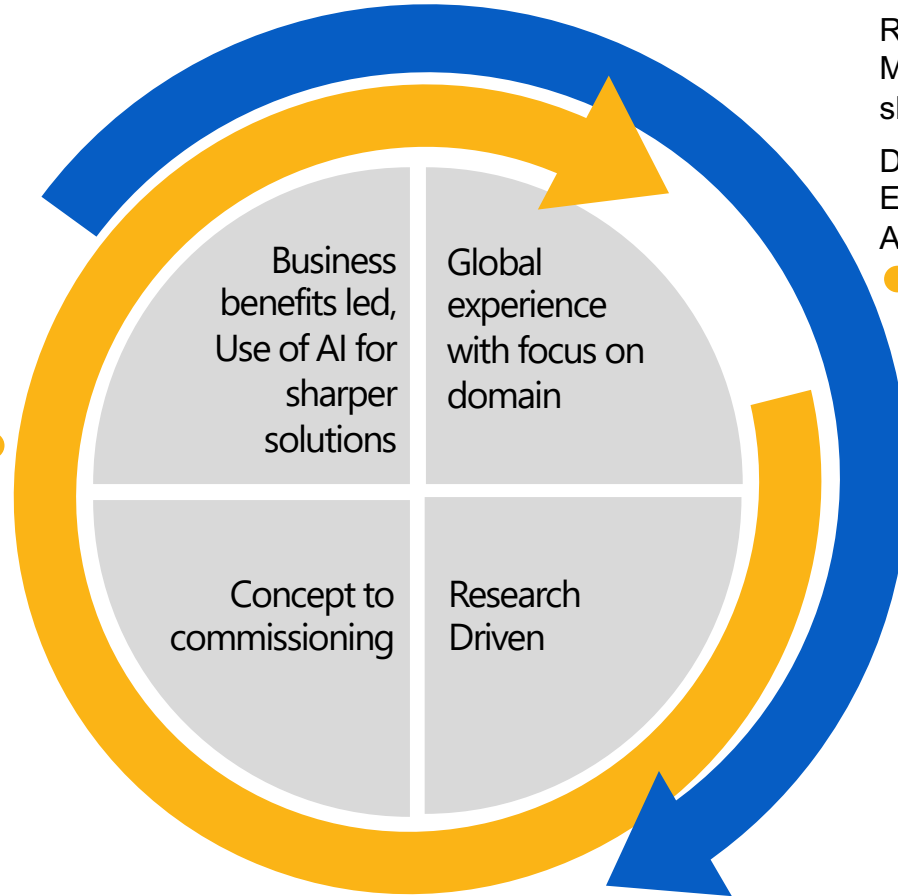 Business
benefits led,
Use of AI for
sharper
solutions
Global
experience
with focus on
domain
Concept to
commissioning
Research
Driven